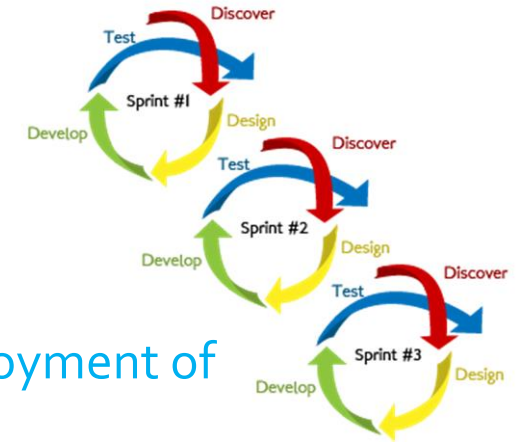 Discover
Test
Sprint #1
Design
Develop
Discover
Test
Sprint #2
Design
Develop
Discover
Test
Sprint #3
Design
Develop
oyment of